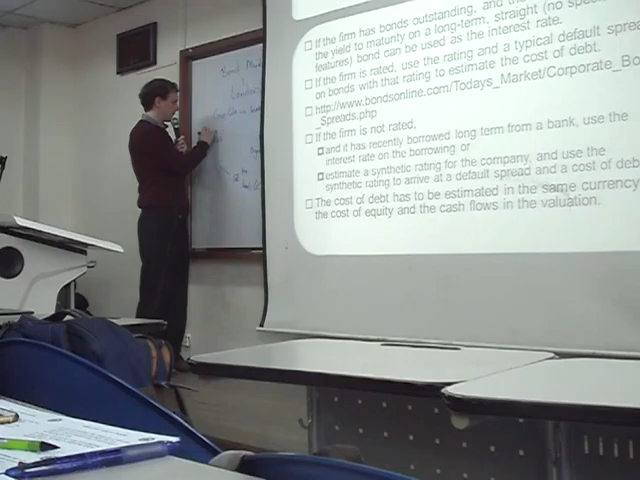 Bond
If the firm has bonds outstanding, and the
the yield to maturity on a long-term, straight (no spec
features) bond can be used as the interest rate.
If the firm is rated, use the rating and a typical default sprea
on bonds with that rating to estimate the cost of debt.
http://www.bondsonline.com/Todays_Market/Corporate_Bo
_Spreads.php
If the firm is not rated,
and it has recently borrowed long term from a bank, use the
interest rate on the borrowing or
estimate a synthetic rating for the company, and use the
synthetic rating to arrive at a default spread and a cost of deb
The cost of debt has to be estimated in the same currency
the cost of equity and the cash flows in the valuation.